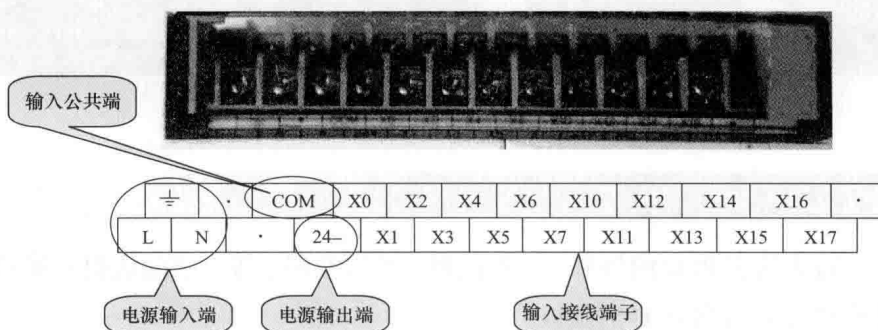 输入公共端
⏚ · COM X0 X2 X4 X6 X10 X12 X14 X16 ·
L N · 24— X1 X3 X5 X7 X11 X13 X15 X17
电源输入端 电源输出端 输入接线端子